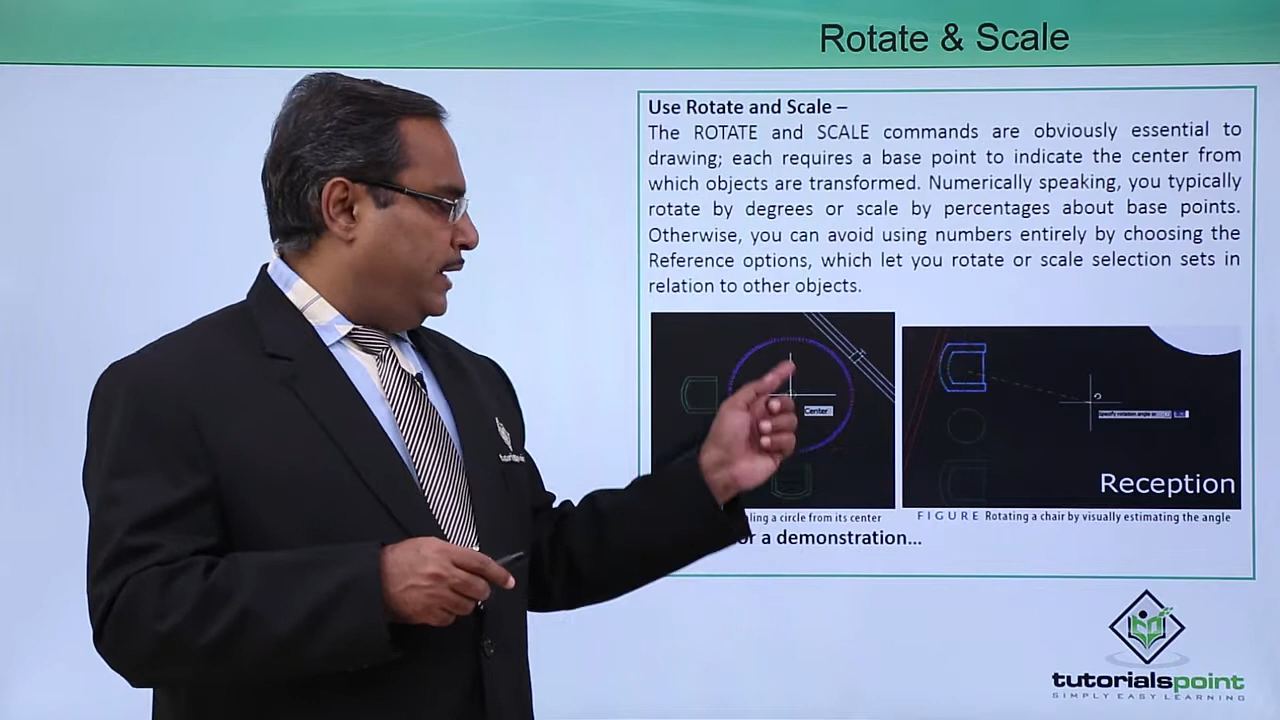 Rotate & Scale
Use Rotate and Scale –
The ROTATE and SCALE commands are obviously essential to
drawing; each requires a base point to indicate the center from
which objects are transformed. Numerically speaking, you typically
rotate by degrees or scale by percentages about base points.
Otherwise, you can avoid using numbers entirely by choosing the
Reference options, which let you rotate or scale selection sets in
relation to other objects.
Center
Specify rotation angle or
Reception
a circle from its center
FIGURE Rotating a chair by visually estimating the angle
a demonstration...
tutorialspoint
SIMPLY EASY LEARNING